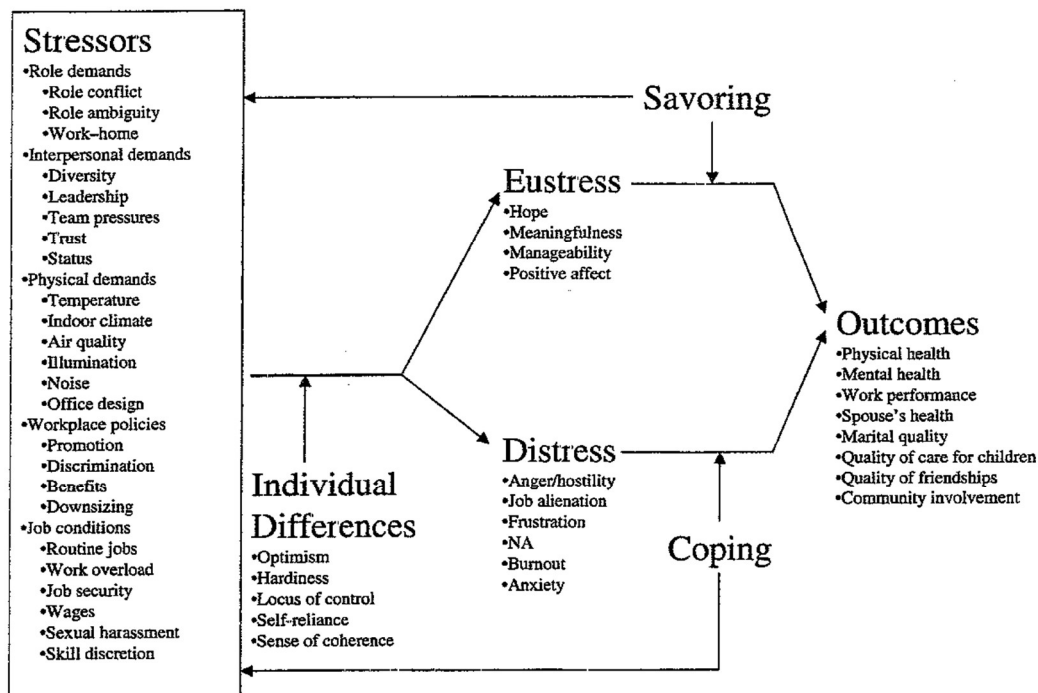 Stressors
•Role demands
•Role conflict
•Role ambiguity
•Work–home
•Interpersonal demands
•Diversity
•Leadership
•Team pressures
•Trust
•Status
•Physical demands
•Temperature
•Indoor climate
•Air quality
•Illumination
•Noise
•Office design
•Workplace policies
•Promotion
•Discrimination
•Benefits
•Downsizing
•Job conditions
•Routine jobs
•Work overload
•Job security
•Wages
•Sexual harassment
•Skill discretion
Individual
Differences
•Optimism
•Hardiness
•Locus of control
•Self-reliance
•Sense of coherence
Savoring
Eustress
•Hope
•Meaningfulness
•Manageability
•Positive affect
Distress
•Anger/hostility
•Job alienation
•Frustration
•NA
•Burnout
•Anxiety
Coping
Outcomes
•Physical health
•Mental health
•Work performance
•Spouse’s health
•Marital quality
•Quality of care for children
•Quality of friendships
•Community involvement